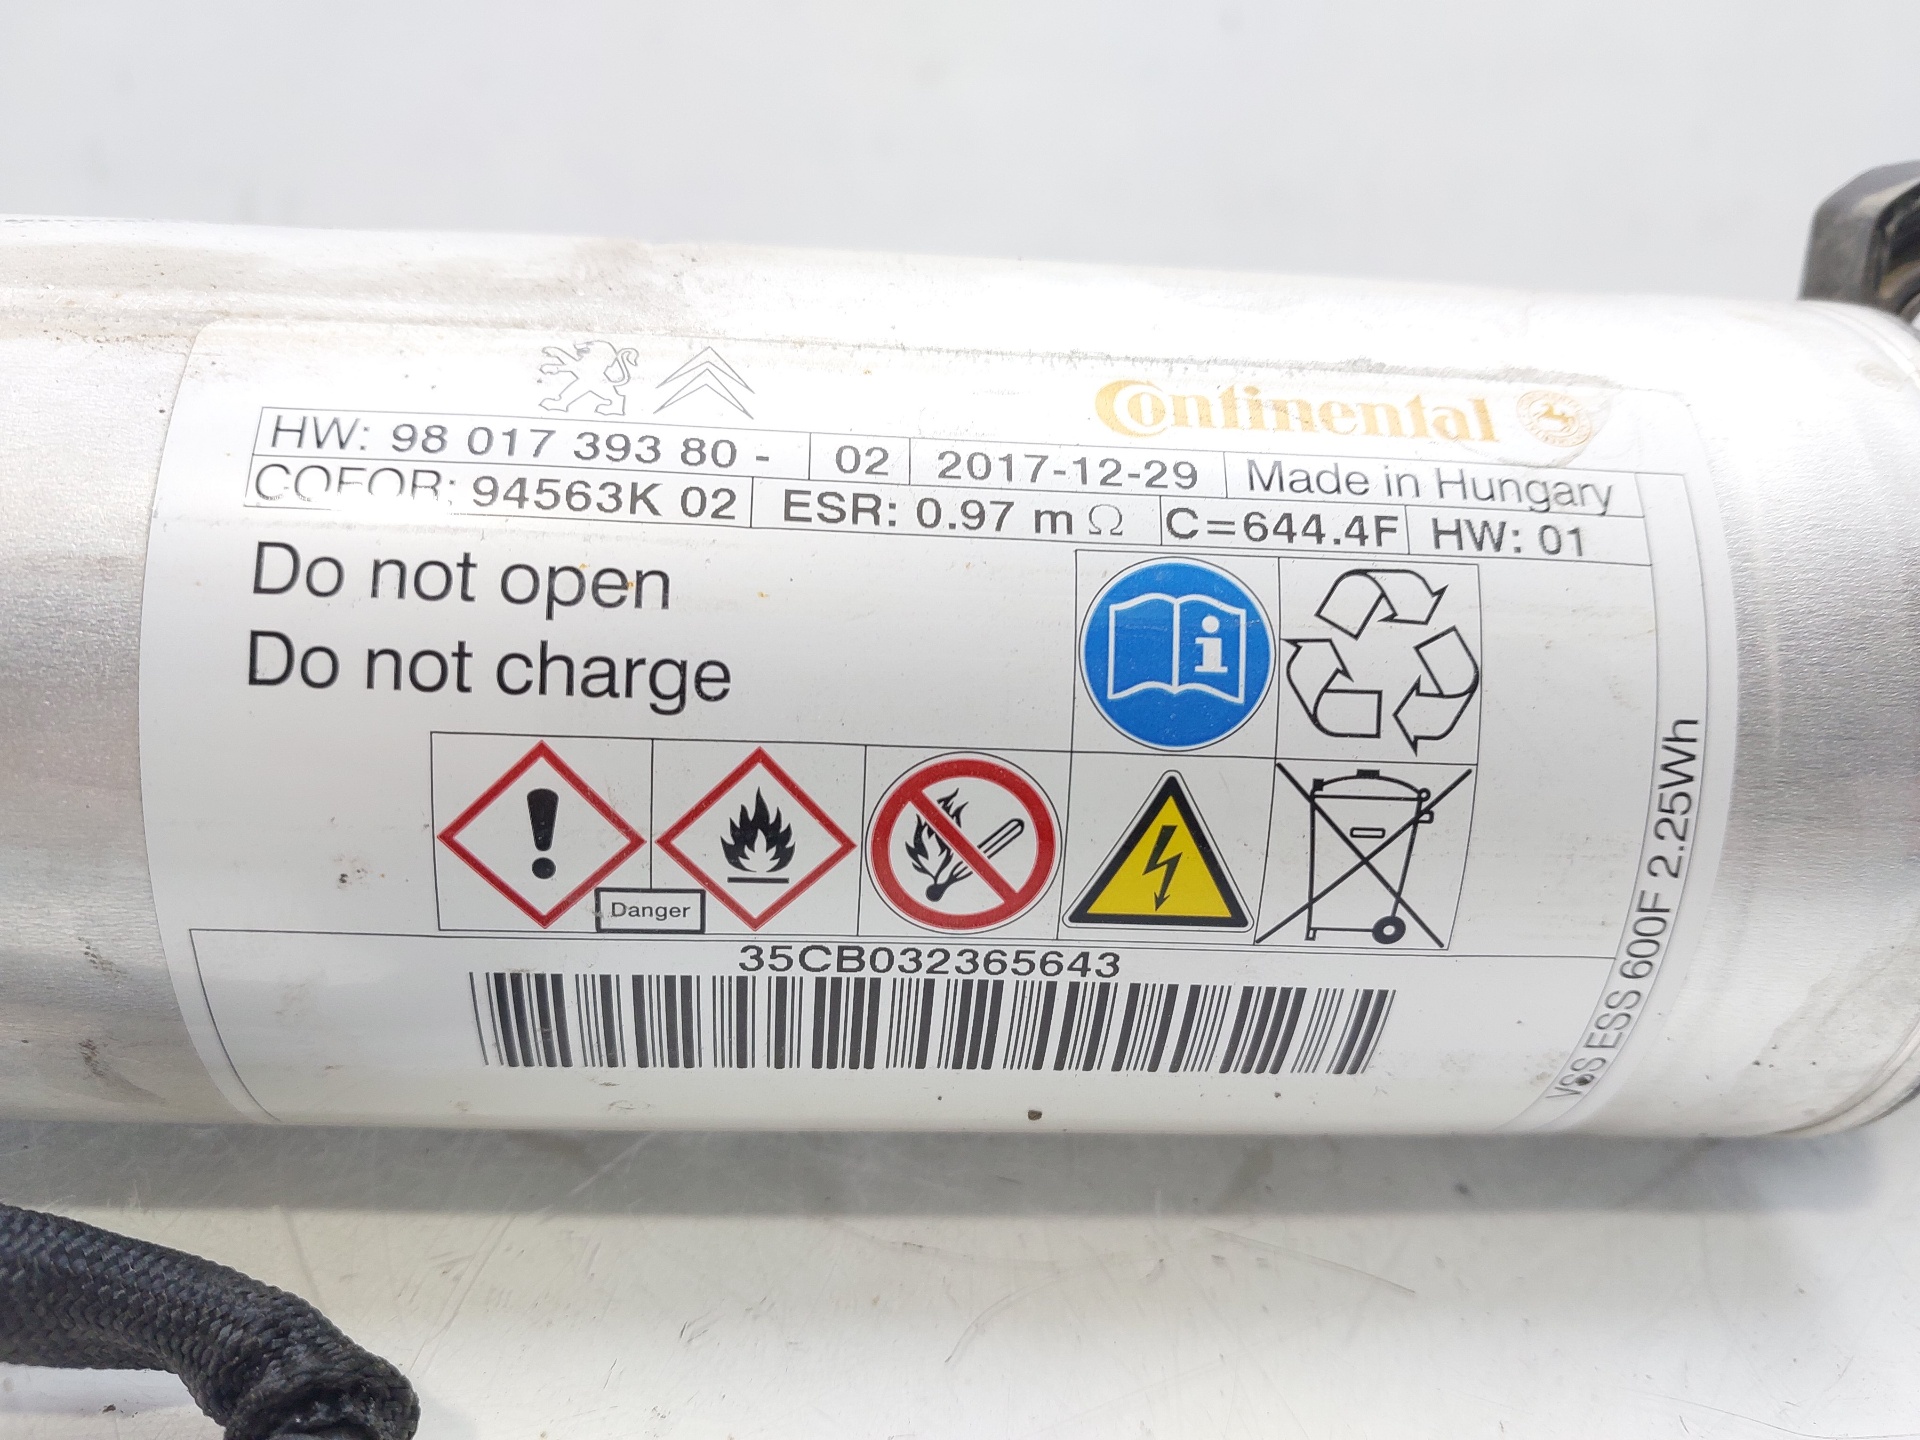 Continental
HW: 98 017 393 80 - 02 2017-12-29 Made in Hungary
COFOR: 94563K 02 ESR: 0.97 m Ω C=644.4F HW: 01
Do not open
Do not charge
Danger
35CB032365643
VSS ESS 600F 2.25Wh